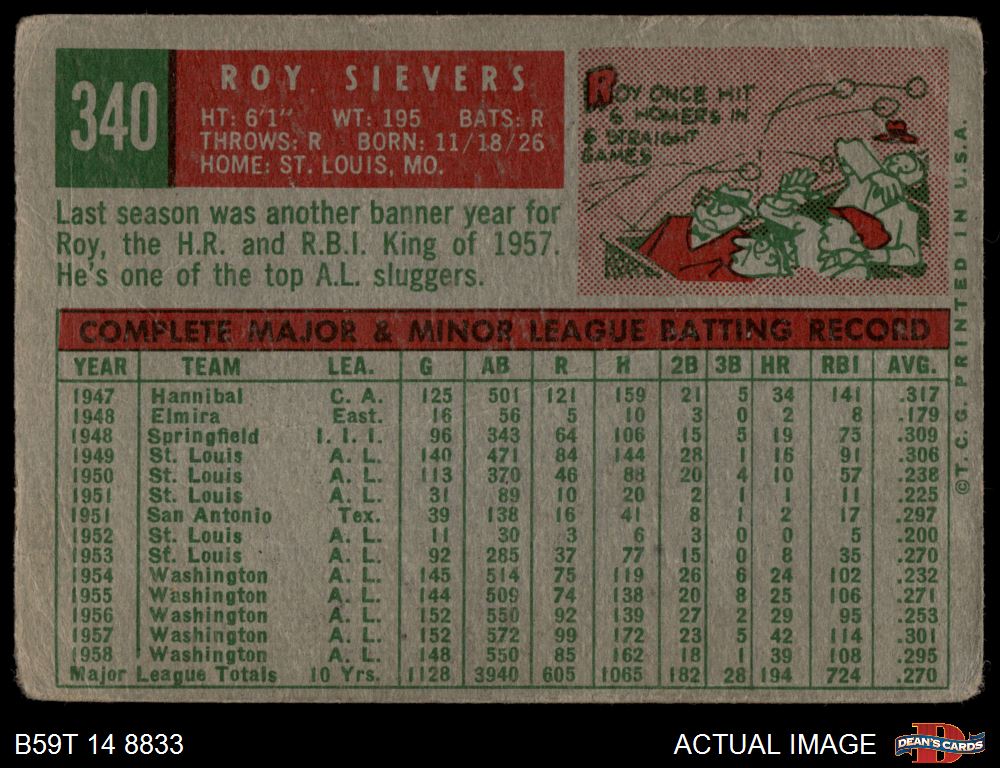 340
ROY SIEVERS
HT: 6'1" WT: 195 BATS: R
THROWS: R BORN: 11/18/26
HOME: ST. LOUIS, MO.
ROY ONCE HIT
6 HOMERS IN
6 STRAIGHT
GAMES
Last season was another banner year for
Roy, the H.R. and R.B.I. King of 1957.
He's one of the top A.L. sluggers.
COMPLETE MAJOR & MINOR LEAGUE BATTING RECORD
YEAR TEAM LEA. G AB R H 2B 3B HR RBI AVG.
1947 Hannibal C. A. 125 501 121 159 21 5 34 141 .317
1948 Elmira East. 16 56 5 10 3 0 2 8 .179
1948 Springfield I. I. I. 96 343 64 106 15 5 19 75 .309
1949 St. Louis A. L. 140 471 84 144 28 1 16 91 .306
1950 St. Louis A. L. 113 370 46 88 20 4 10 57 .238
1951 St. Louis A. L. 31 89 10 20 2 1 1 11 .225
1951 San Antonio Tex. 39 138 16 41 8 1 2 17 .297
1952 St. Louis A. L. 11 30 3 6 3 0 0 5 .200
1953 St. Louis A. L. 92 285 37 77 15 0 8 35 .270
1954 Washington A. L. 145 514 75 119 26 6 24 102 .232
1955 Washington A. L. 144 509 74 138 20 8 25 106 .271
1956 Washington A. L. 152 550 92 139 27 2 29 95 .253
1957 Washington A. L. 152 572 99 172 23 5 42 114 .301
1958 Washington A. L. 148 550 85 162 18 1 39 108 .295
Major League Totals 10 Yrs. 1128 3940 605 1065 182 28 194 724 .270
©T. C. G. PRINTED IN U.S.A.
B59T 14 8833
ACTUAL IMAGE
D
DEAN'S CARDS